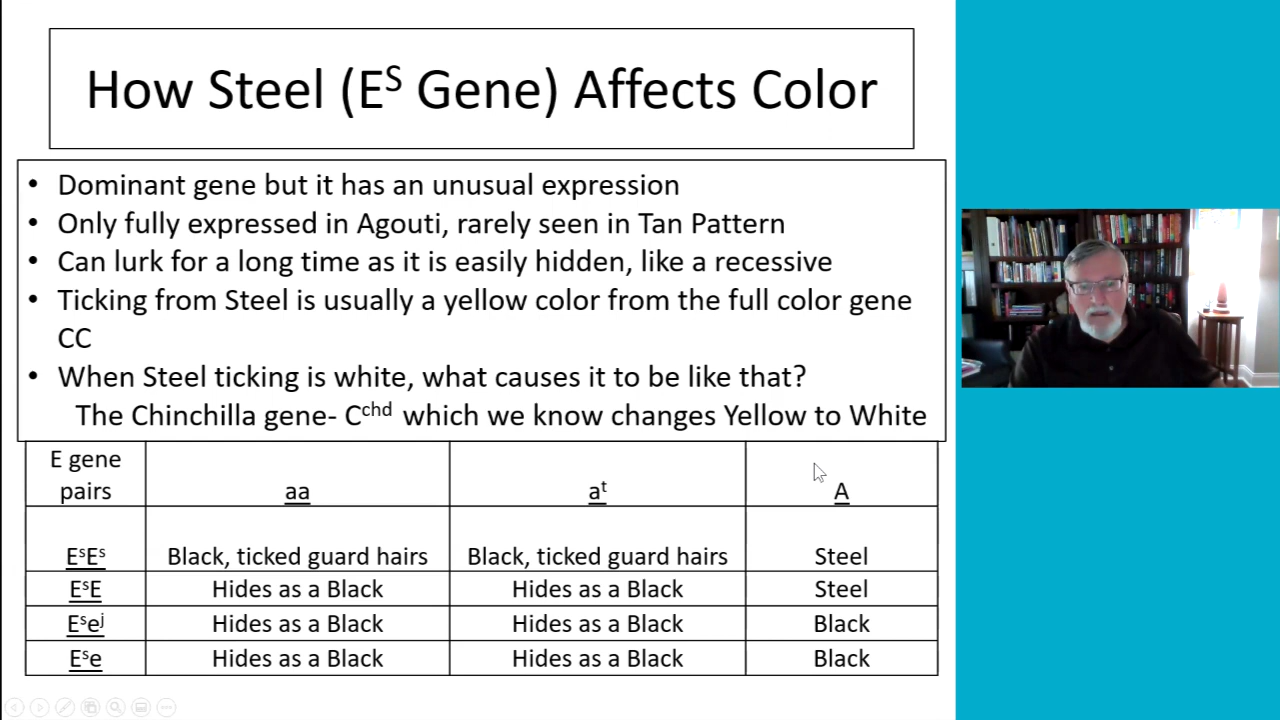 How Steel (Eˢ Gene) Affects Color
• Dominant gene but it has an unusual expression
• Only fully expressed in Agouti, rarely seen in Tan Pattern
• Can lurk for a long time as it is easily hidden, like a recessive
• Ticking from Steel is usually a yellow color from the full color gene
CC
• When Steel ticking is white, what causes it to be like that?
The Chinchilla gene- Cᶜʰᵈ which we know changes Yellow to White
E gene pairs aa aᵗ A
EˢEˢ Black, ticked guard hairs Black, ticked guard hairs Steel
EˢE Hides as a Black Hides as a Black Steel
Eˢeʲ Hides as a Black Hides as a Black Black
Eˢe Hides as a Black Hides as a Black Black